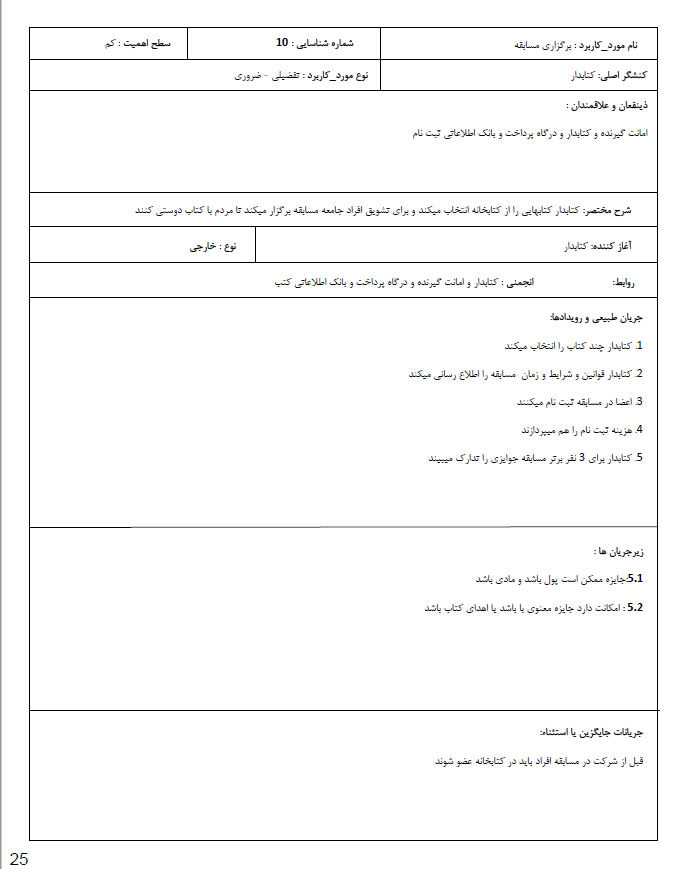 نام مورد_کاربرد : برگزاری مسابقه
شماره شناسایی : 10
سطح اهمیت : کم
کنشگر اصلی: کتابدار
نوع مورد_کاربرد : تفضیلی – ضروری
ذینفعان و علاقمندان :
امانت گیرنده و کتابدار و درگاه پرداخت و بانک اطلاعاتی ثبت نام
شرح مختصر: کتابدار کتابهایی را از کتابخانه انتخاب میکند و برای تشویق افراد جامعه مسابقه برگزار میکند تا مردم با کتاب دوستی کنند
آغاز کننده: کتابدار
نوع : خارجی
روابط: انجمنی : کتابدار و امانت گیرنده و درگاه پرداخت و بانک اطلاعاتی کتب
جریان طبیعی و رویدادها:
1. کتابدار چند کتاب را انتخاب میکند
2. کتابدار قوانین و شرایط و زمان مسابقه را اطلاع رسانی میکند
3. اعضا در مسابقه ثبت نام میکنند
4. هزینه ثبت نام را هم میپردازند
5. کتابدار برای 3 نفر برتر مسابقه جوایزی را تدارک میبیند
زیرجریان ها :
5.1:جایزه ممکن است پول باشد و مادی باشد
5.2 : امکانت دارد جایزه معنوی با باشد یا اهدای کتاب باشد
جریانات جایگزین یا استثناء:
قبل از شرکت در مسابقه افراد باید در کتابخانه عضو شوند
25